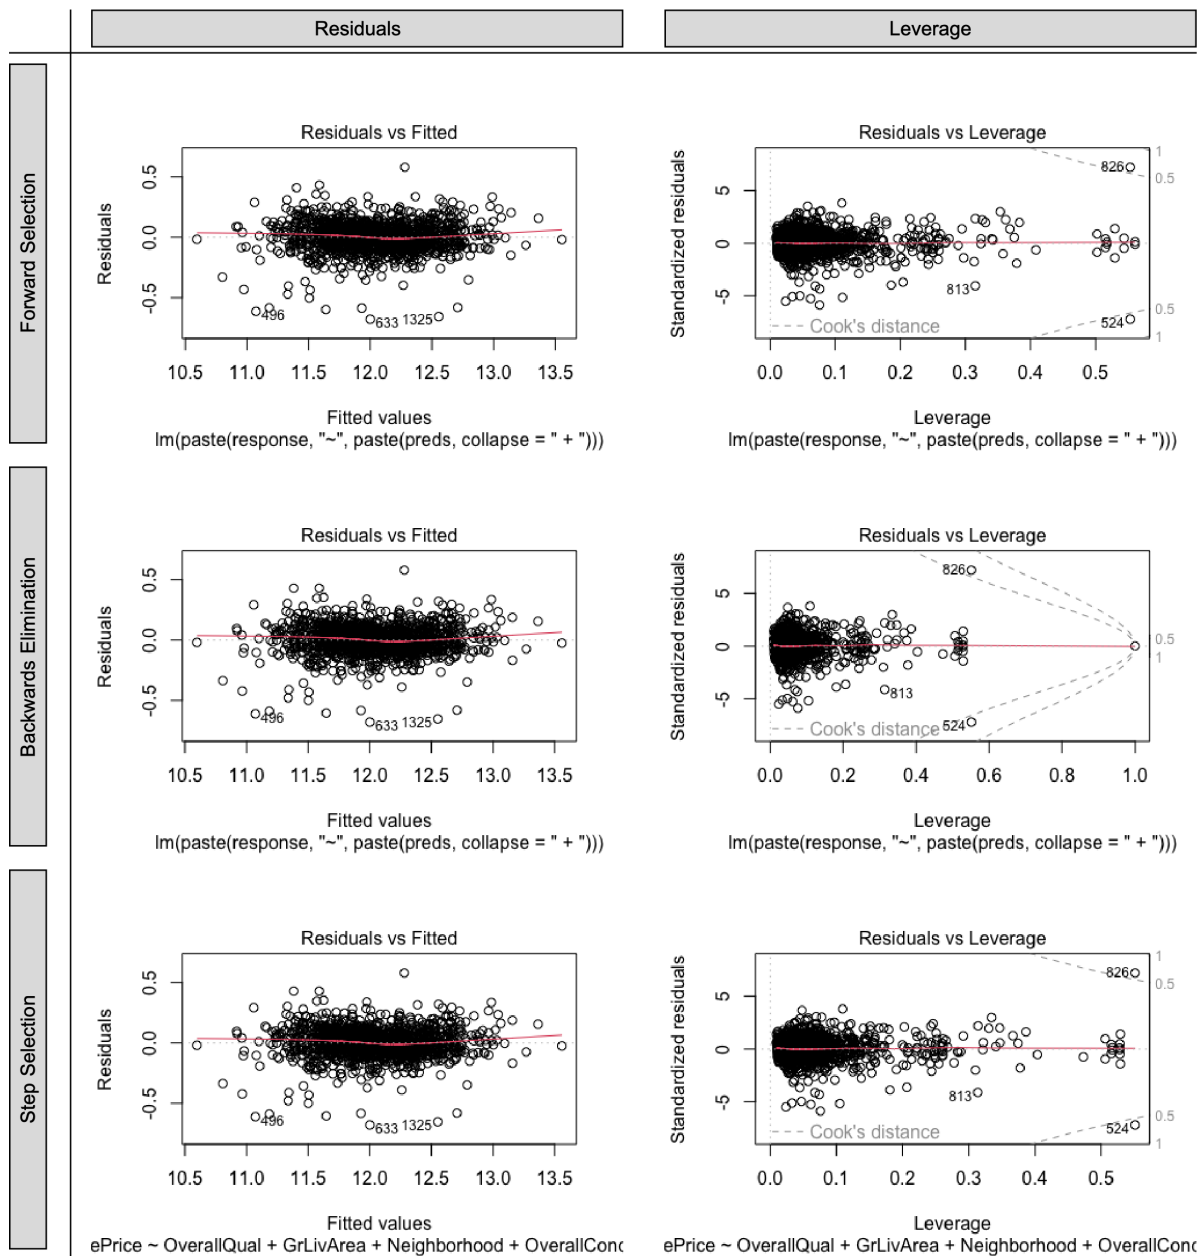 Residuals
Leverage
Forward Selection
Residuals vs Fitted
Residuals
0.5
0.0
-0.5
496
633
1325
10.5 11.0 11.5 12.0 12.5 13.0 13.5
Fitted values
lm(paste(response, "~", paste(preds, collapse = " + ")))
Residuals vs Leverage
Standardized residuals
5
0
-5
826
813
524
Cook's distance
1
0.5
0.5
1
0.0 0.1 0.2 0.3 0.4 0.5
Leverage
lm(paste(response, "~", paste(preds, collapse = " + ")))
Backwards Elimination
Residuals vs Fitted
Residuals
0.5
0.0
-0.5
496
633
1325
10.5 11.0 11.5 12.0 12.5 13.0 13.5
Fitted values
lm(paste(response, "~", paste(preds, collapse = " + ")))
Residuals vs Leverage
Standardized residuals
5
0
-5
826
813
524
Cook's distance
0.5
1
0.0 0.2 0.4 0.6 0.8 1.0
Leverage
lm(paste(response, "~", paste(preds, collapse = " + ")))
Step Selection
Residuals vs Fitted
Residuals
0.5
0.0
-0.5
496
633
1325
10.5 11.0 11.5 12.0 12.5 13.0 13.5
Fitted values
ePrice ~ OverallQual + GrLivArea + Neighborhood + OverallCond
Residuals vs Leverage
Standardized residuals
5
0
-5
826
813
524
Cook's distance
1
0.5
0.5
1
0.0 0.1 0.2 0.3 0.4 0.5
Leverage
ePrice ~ OverallQual + GrLivArea + Neighborhood + OverallConc